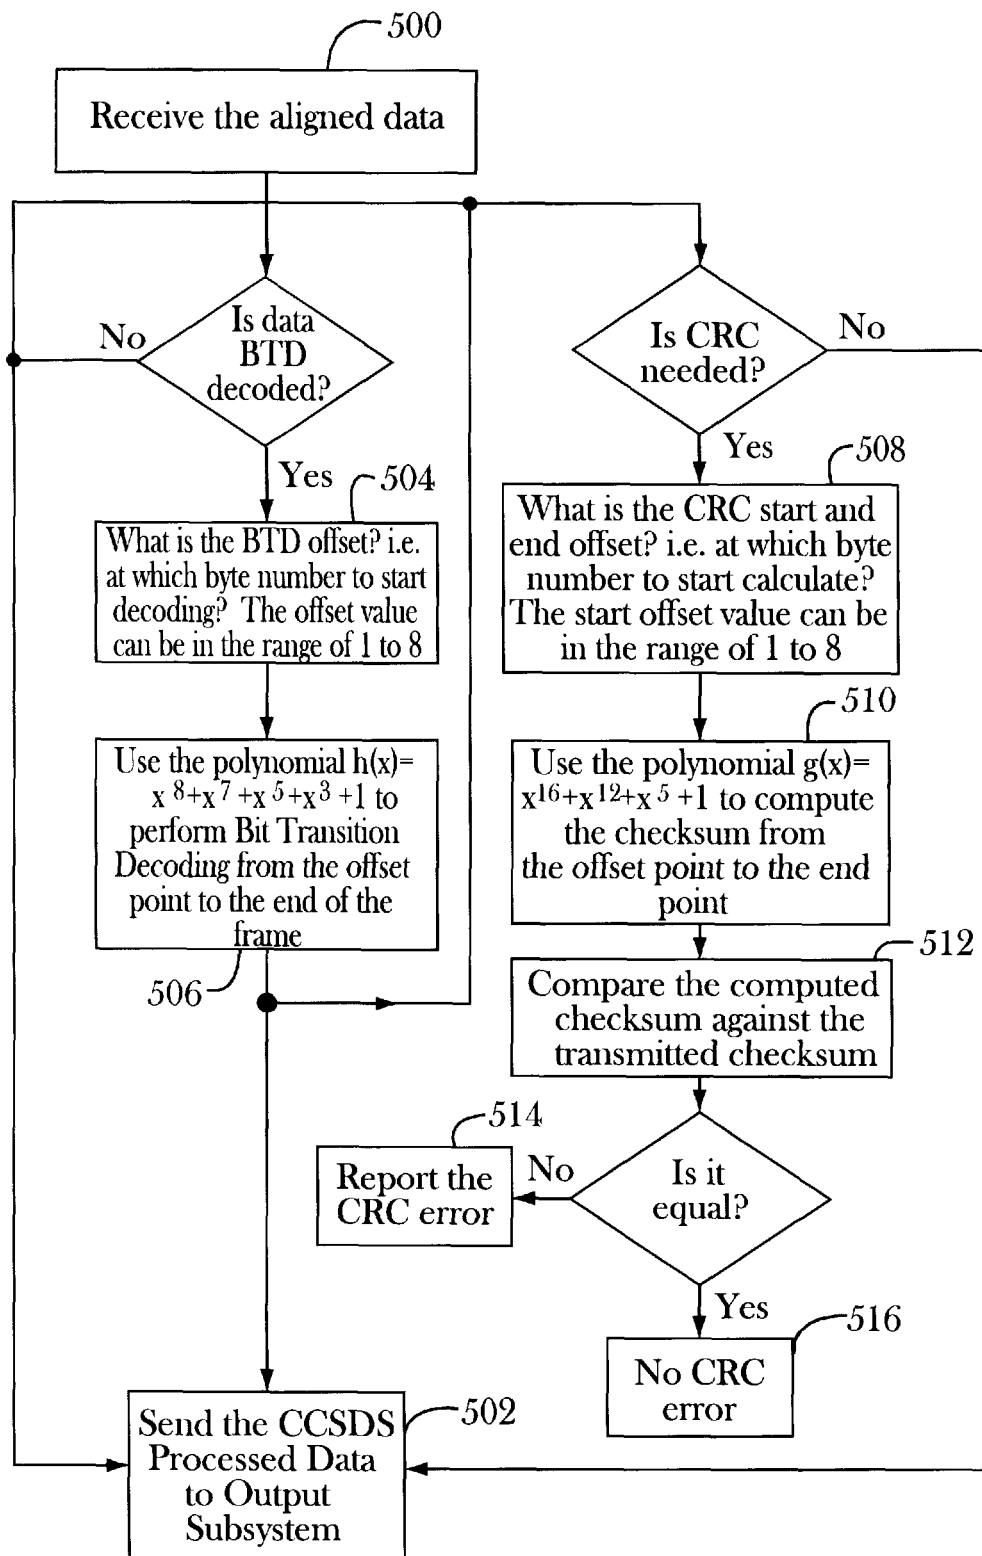 500
Receive the aligned data
No
Is data
BTD
decoded?
Yes
504
What is the BTD offset? i.e.
at which byte number to start
decoding? The offset value
can be in the range of 1 to 8
Use the polynomial h(x)=
x⁸+x⁷+x⁵+x³+1 to
perform Bit Transition
Decoding from the offset
point to the end of the
frame
506
Is CRC
needed?
No
Yes
508
What is the CRC start and
end offset? i.e. at which byte
number to start calculate?
The start offset value can be
in the range of 1 to 8
510
Use the polynomial g(x)=
x¹⁶+x¹²+x⁵+1 to compute
the checksum from
the offset point to the end
point
512
Compare the computed
checksum against the
transmitted checksum
514
Report the
CRC error
No
Is it
equal?
Yes
516
No CRC
error
502
Send the CCSDS
Processed Data
to Output
Subsystem